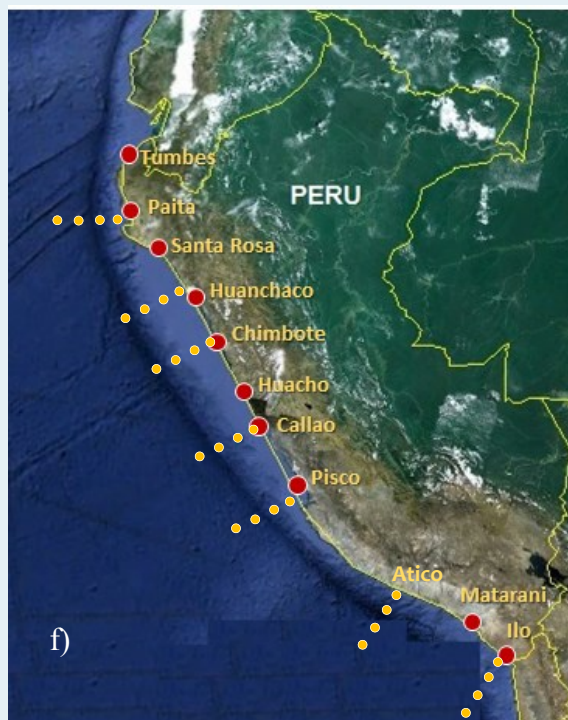 Tumbes
PERU
Paita
Santa Rosa
Huanchaco
Chimbote
Huacho
Callao
Pisco
Atico
Matarani
Ilo
f)